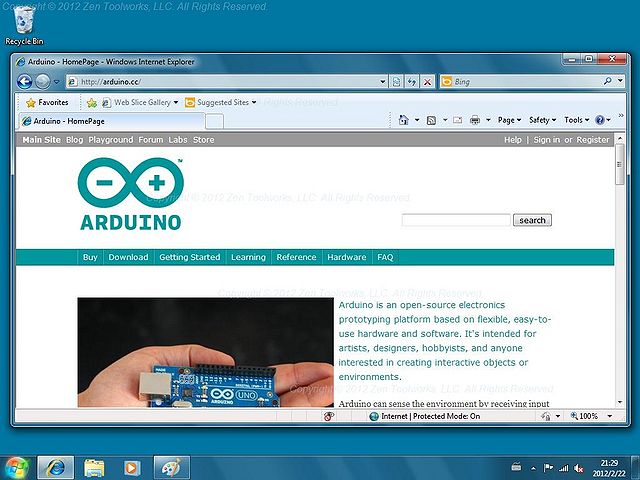 Copyright © 2012 Zen Toolworks, LLC. All Rights Reserved.
Recycle Bin
Arduino - HomePage - Windows Internet Explorer
http://arduino.cc/
Bing
Favorites
Web Slice Gallery
Suggested Sites
Rights Reserved.
Arduino - HomePage
Page
Safety
Tools
Main Site Blog Playground Forum Labs Store
Help | Sign in or Register
ARDUINO
TM
Copyright © 2012 Zen Toolworks, LLC. All Rights Reserved.
search
Buy Download Getting Started Learning Reference Hardware FAQ
Copyright © 2012 Zen Toolworks, LLC. All Rights Reserved.
Arduino is an open-source electronics
prototyping platform based on flexible, easy-to-
use hardware and software. It's intended for
artists, designers, hobbyists, and anyone
interested in creating interactive objects or
environments.
UNO
ARDUINO
Copyright © 2012 Zen Toolworks, LLC. All Rights Reserved.
Arduino can sense the environment by receiving input
Internet | Protected Mode: On
100%
21:29
2012/2/22